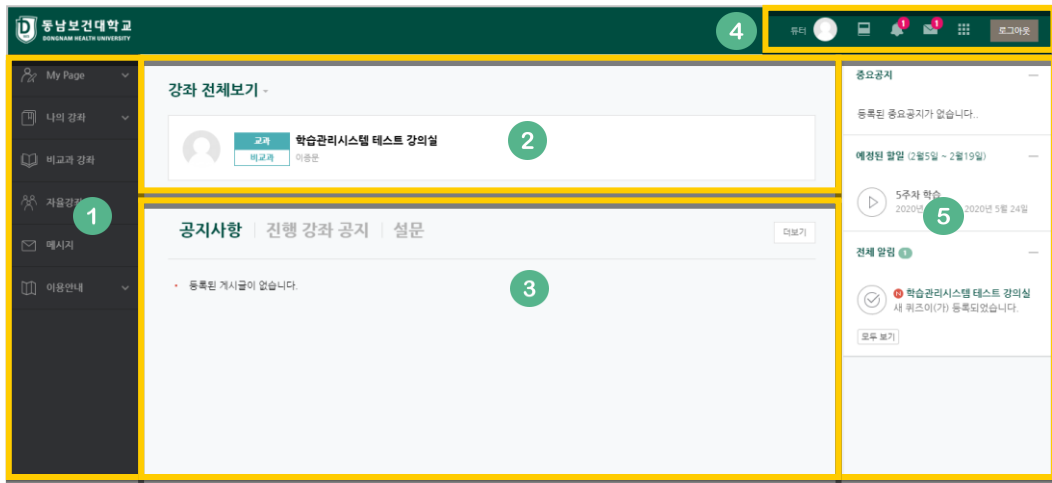 동남보건대학교
DONGNAM HEALTH UNIVERSITY
4
튜터
1
1
로그아웃
My Page
나의 강좌
비교과 강좌
자율강
메시지
이용안내
1
강좌 전체보기
교과
비교과
학습관리시스템 테스트 강의실
이종문
2
공지사항
진행 강좌 공지
설문
더보기
등록된 게시글이 없습니다.
3
중요공지
등록된 중요공지가 없습니다..
예정된 할일 (2월5일 ~ 2월19일)
5주차 학습
2020년 2020년 5월 24일
5
전체 알림 1
N 학습관리시스템 테스트 강의실
새 퀴즈이(가) 등록되었습니다.
모두 보기